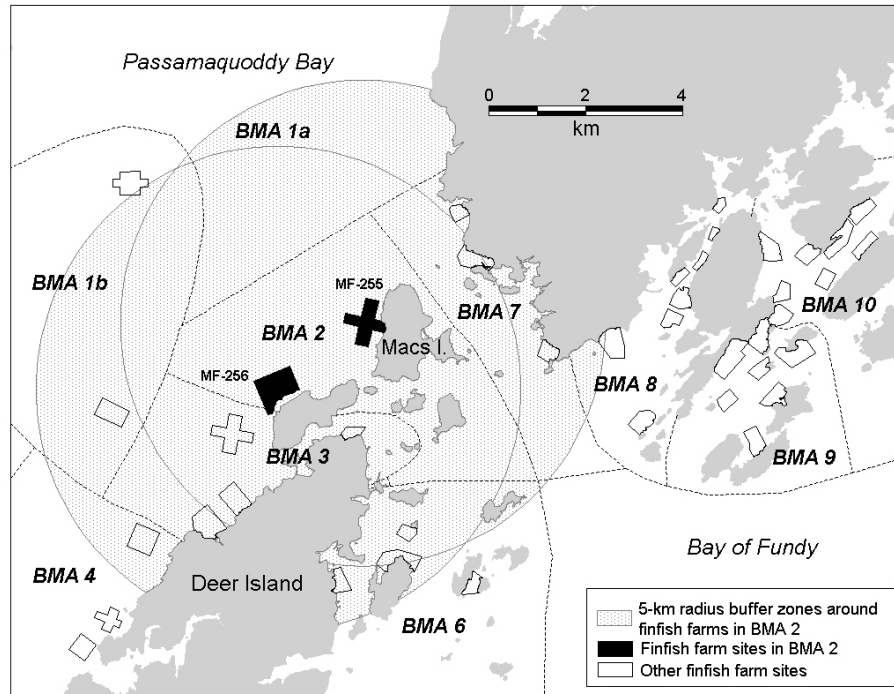 Passamaquoddy Bay
0 2 4
km
BMA 1a
BMA 1b
MF-255
BMA 7
BMA 10
BMA 2
Macs I.
MF-256
BMA 8
BMA 3
BMA 9
Bay of Fundy
BMA 4
Deer Island
BMA 6
5-km radius buffer zones around
finfish farms in BMA 2
Finfish farm sites in BMA 2
Other finfish farm sites